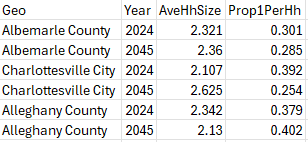 Geo Year AveHhSize Prop1PerHh
Albemarle County 2024 2.321 0.301
Albemarle County 2045 2.36 0.285
Charlottesville City 2024 2.107 0.392
Charlottesville City 2045 2.625 0.254
Alleghany County 2024 2.342 0.379
Alleghany County 2045 2.13 0.402